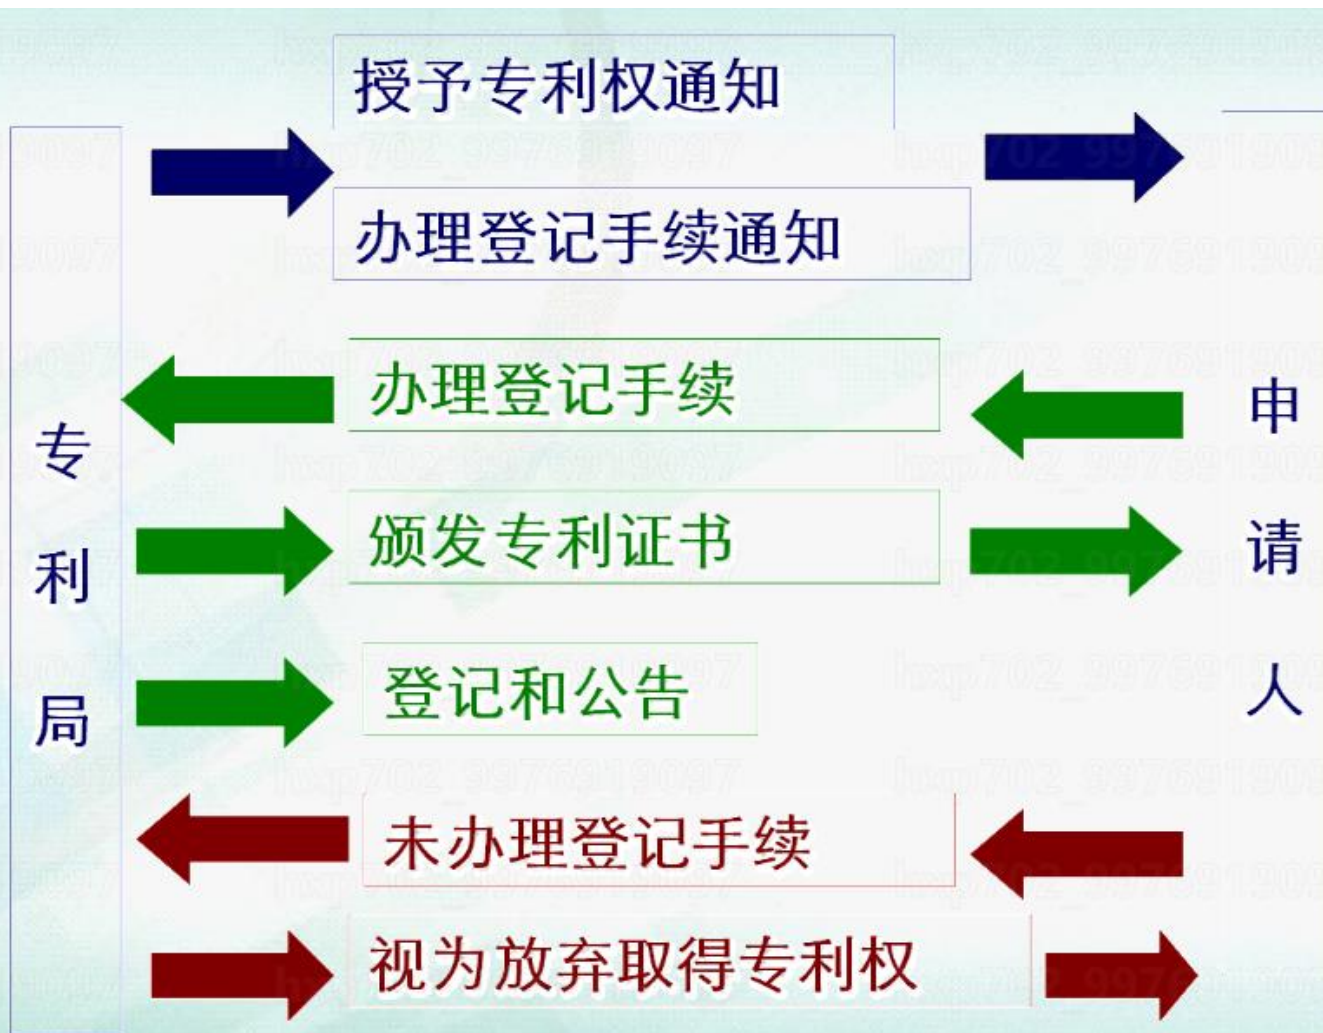 授予专利权通知
办理登记手续通知
办理登记手续
颁发专利证书
登记和公告
未办理登记手续
视为放弃取得专利权
专利局
申请人